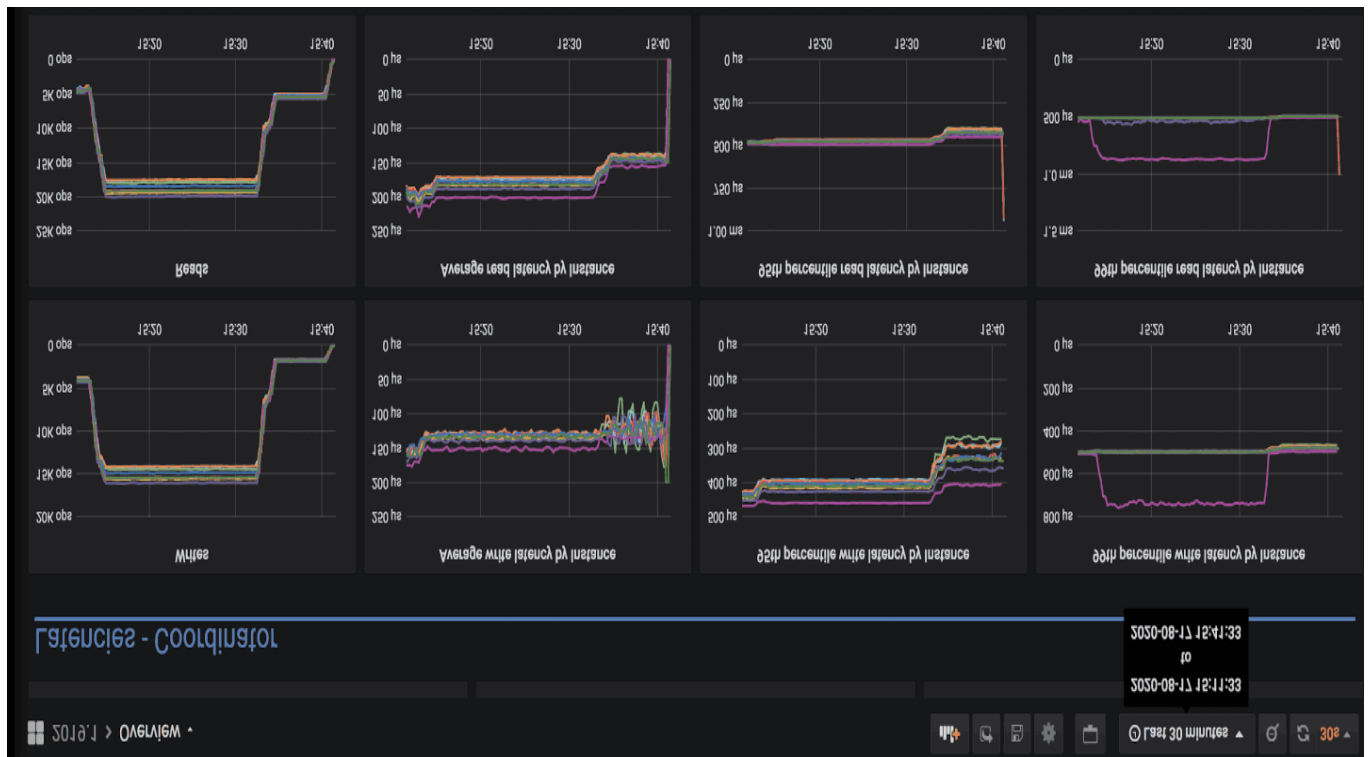 2019.1 > Overview
Last 30 minutes
30s
2020-08-17 15:11:33
to
2020-08-17 15:41:33
Latencies - Coordinator
Writes
20K ops
15K ops
10K ops
5K ops
0 ops
15:20 15:30 15:40
Average write latency by Instance
250 µs
200 µs
150 µs
100 µs
50 µs
0 µs
15:20 15:30 15:40
95th percentile write latency by Instance
500 µs
400 µs
300 µs
200 µs
100 µs
0 µs
15:20 15:30 15:40
99th percentile write latency by Instance
800 µs
600 µs
400 µs
200 µs
0 µs
15:20 15:30 15:40
Reads
25K ops
20K ops
15K ops
10K ops
5K ops
0 ops
15:20 15:30 15:40
Average read latency by Instance
250 µs
200 µs
150 µs
100 µs
50 µs
0 µs
15:20 15:30 15:40
95th percentile read latency by Instance
1.00 ms
750 µs
500 µs
250 µs
0 µs
15:20 15:30 15:40
99th percentile read latency by Instance
1.5 ms
1.0 ms
500 µs
0 µs
15:20 15:30 15:40